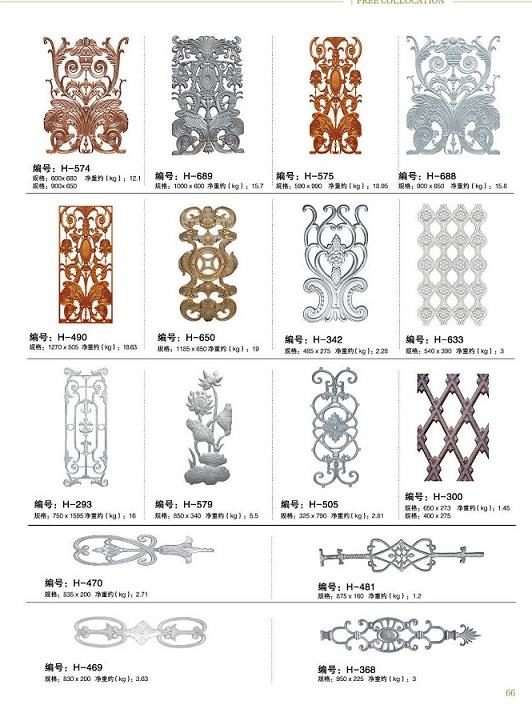 FREE COLLOCATION
编号：H-574
规格：600x680 净重约(kg)：12.1
规格：900x650
编号：H-689
规格：1000 x 600 净重约(kg)：15.7
编号：H-575
规格：590 x 990 净重约(kg)：18.95
编号：H-688
规格：900 x 650 净重约(kg)：15.8
编号：H-490
规格：1270 x 505 净重约(kg)：18.63
编号：H-650
规格：1185 x 650 净重约(kg)：19
编号：H-342
规格：485 x 275 净重约(kg)：2.28
编号：H-633
规格：540 x 390 净重约(kg)：3
编号：H-293
规格：750 x 1595 净重约(kg)：16
编号：H-579
规格：850 x 340 净重约(kg)：5.5
编号：H-505
规格：325 x 790 净重约(kg)：2.81
编号：H-300
规格：650 x 273 净重约(kg)：1.45
规格：400 x 275
编号：H-470
规格：835 x 200 净重约(kg)：2.71
编号：H-481
规格：875 x 160 净重约(kg)：1.2
编号：H-469
规格：830 x 200 净重约(kg)：3.63
编号：H-368
规格：950 x 225 净重约(kg)：3
66